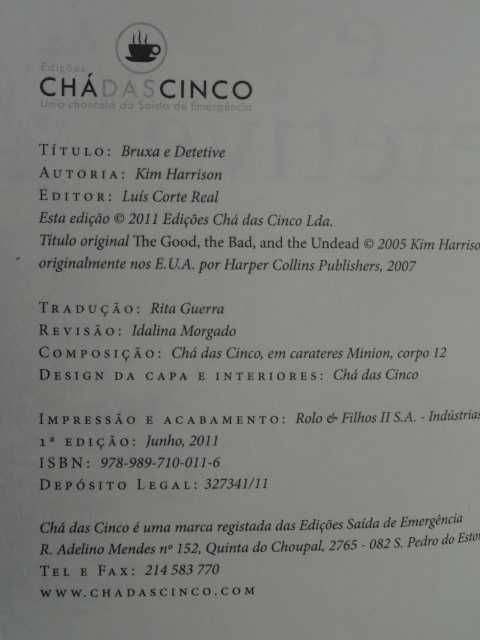 Edições
CHÁDASCINCO
Uma chancela da Saída de Emergência
TÍTULO: Bruxa e Detetive
AUTORIA: Kim Harrison
EDITOR: Luís Corte Real
Esta edição © 2011 Edições Chá das Cinco Lda.
Título original The Good, the Bad, and the Undead © 2005 Kim Harriso
originalmente nos E.U.A. por Harper Collins Publishers, 2007
TRADUÇÃO: Rita Guerra
REVISÃO: Idalina Morgado
COMPOSIÇÃO: Chá das Cinco, em carateres Minion, corpo 12
DESIGN DA CAPA E INTERIORES: Chá das Cinco
IMPRESSÃO E ACABAMENTO: Rolo & Filhos II S.A. - Indústrias
1ª EDIÇÃO: Junho, 2011
ISBN: 978-989-710-011-6
DEPÓSITO LEGAL: 327341/11
Chá das Cinco é uma marca registada das Edições Saída de Emergência
R. Adelino Mendes nº 152, Quinta do Choupal, 2765 - 082 S. Pedro do Esto
TEL E FAX: 214 583 770
WWW.CHADASCINCO.COM